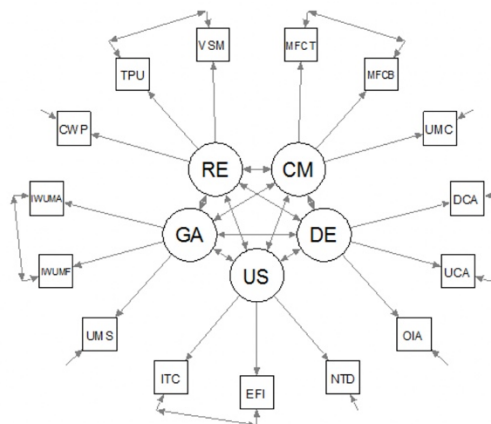 VSM
MFCT
TPU
MFCB
CWP
UMC
RE
CM
IWUMA
DCA
GA
DE
IWUMF
US
UCA
UMS
OIA
ITC
EFI
NTD